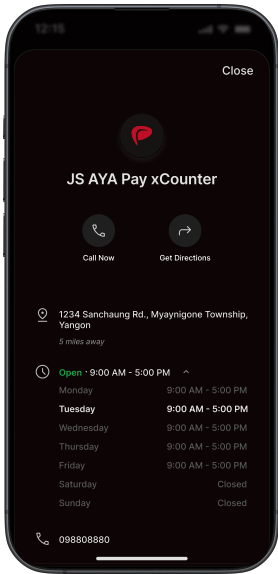 12:15
Close
JS AYA Pay xCounter
Call Now
Get Directions
1234 Sanchaung Rd., Myaynigone Township,
Yangon
5 miles away
Open · 9:00 AM - 5:00 PM
Monday 9:00 AM - 5:00 PM
Tuesday 9:00 AM - 5:00 PM
Wednesday 9:00 AM - 5:00 PM
Thursday 9:00 AM - 5:00 PM
Friday 9:00 AM - 5:00 PM
Saturday Closed
Sunday Closed
098808880